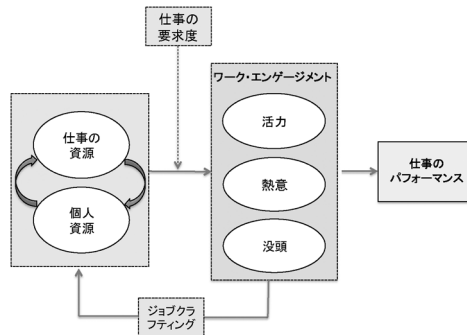 仕事の
要求度
ワーク・エンゲージメント
仕事の
資源
個人
資源
活力
熱意
没頭
仕事の
パフォーマンス
ジョブクラ
フティング